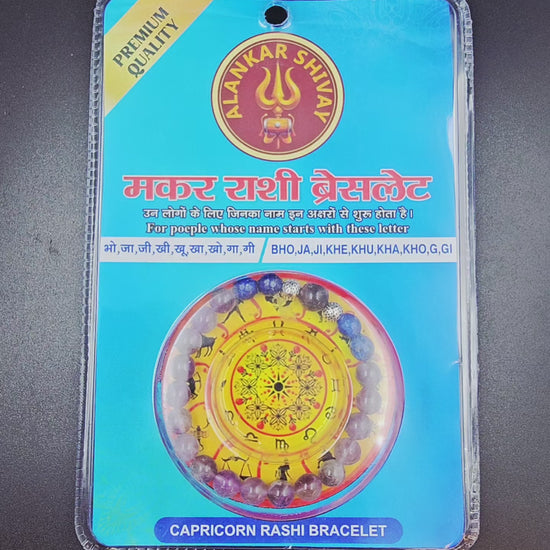 PREMIUM
QUALITY
ALANKAR SHIVAY
मकर राशी ब्रेसलेट
उन लोगों के लिए जिनका नाम इन अक्षरों से शुरू होता है।
For poeple whose name starts with these letter
भो,जा,जी,खी,खू,खा,खो,गा,गी / BHO,JA,JI,KHE,KHU,KHA,KHO,G,GI
CAPRICORN RASHI BRACELET